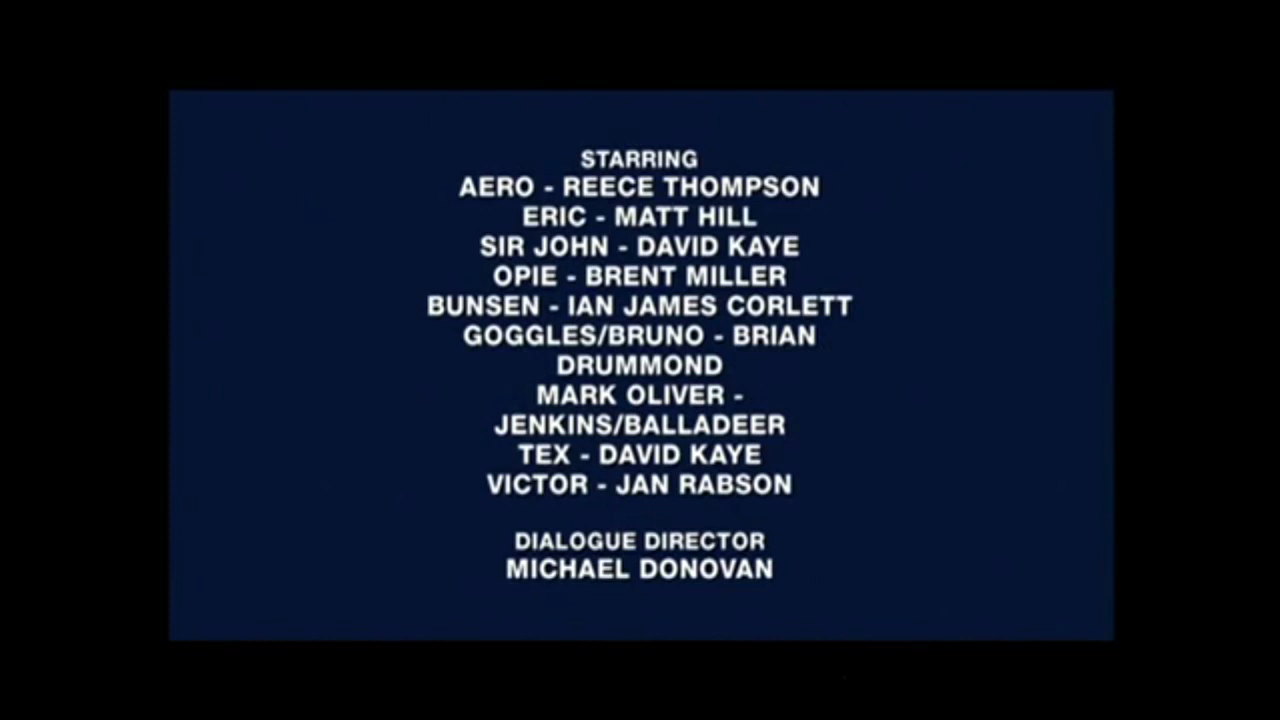 STARRING
AERO - REECE THOMPSON
ERIC - MATT HILL
SIR JOHN - DAVID KAYE
OPIE - BRENT MILLER
BUNSEN - IAN JAMES CORLETT
GOGGLES/BRUNO - BRIAN
DRUMMOND
MARK OLIVER -
JENKINS/BALLADEER
TEX - DAVID KAYE
VICTOR - JAN RABSON
DIALOGUE DIRECTOR
MICHAEL DONOVAN